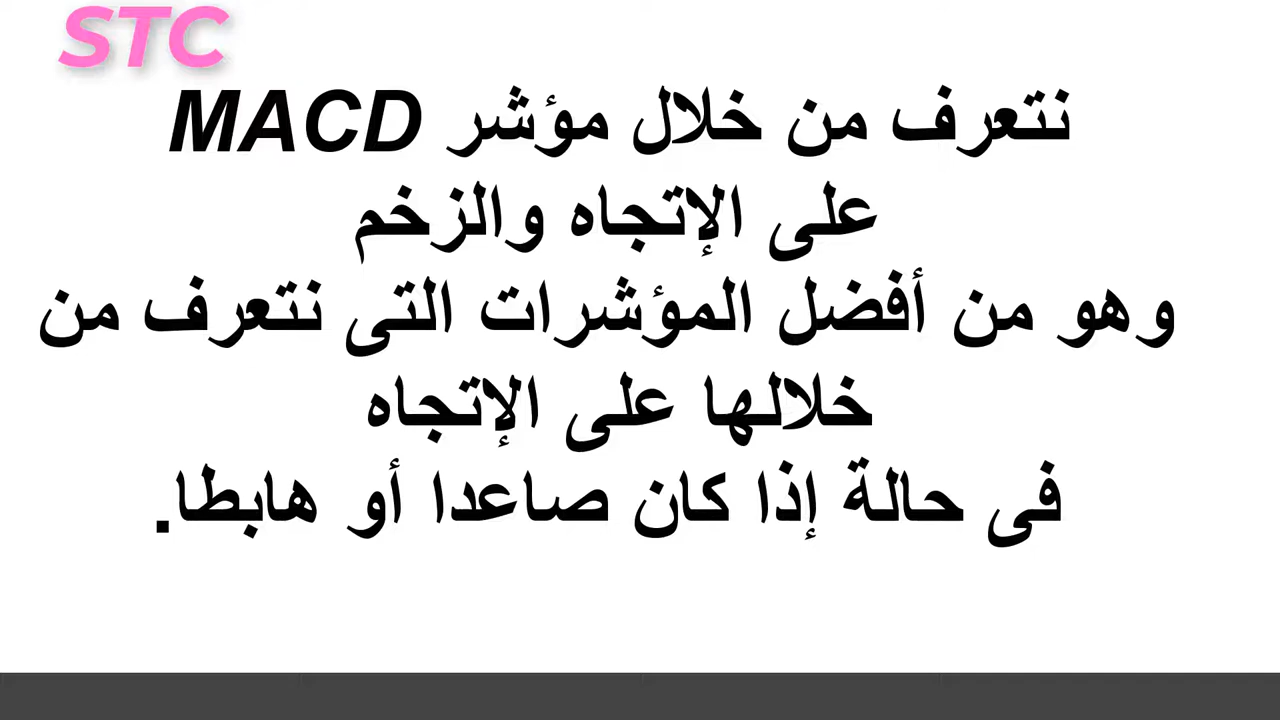 STC
نتعرف من خلال مؤشر MACD
على الإتجاه والزخم
وهو من أفضل المؤشرات التى نتعرف من
خلالها على الإتجاه
فى حالة إذا كان صاعدا أو هابطا.